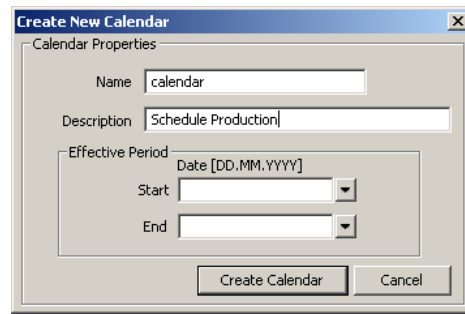 Create New Calendar
Calendar Properties
Name calendar
Description Schedule Production
Effective Period
Date [DD.MM.YYYY]
Start
End
Create Calendar Cancel